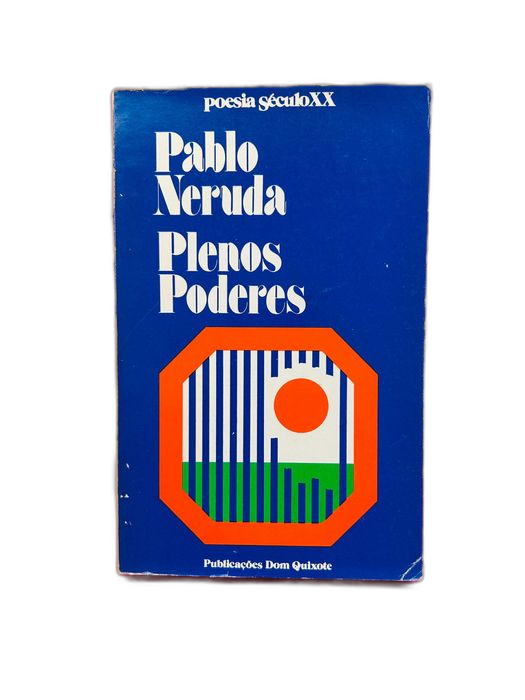 poesia SéculoXX
Pablo
Neruda
Plenos
Poderes
Publicações Dom Quixote